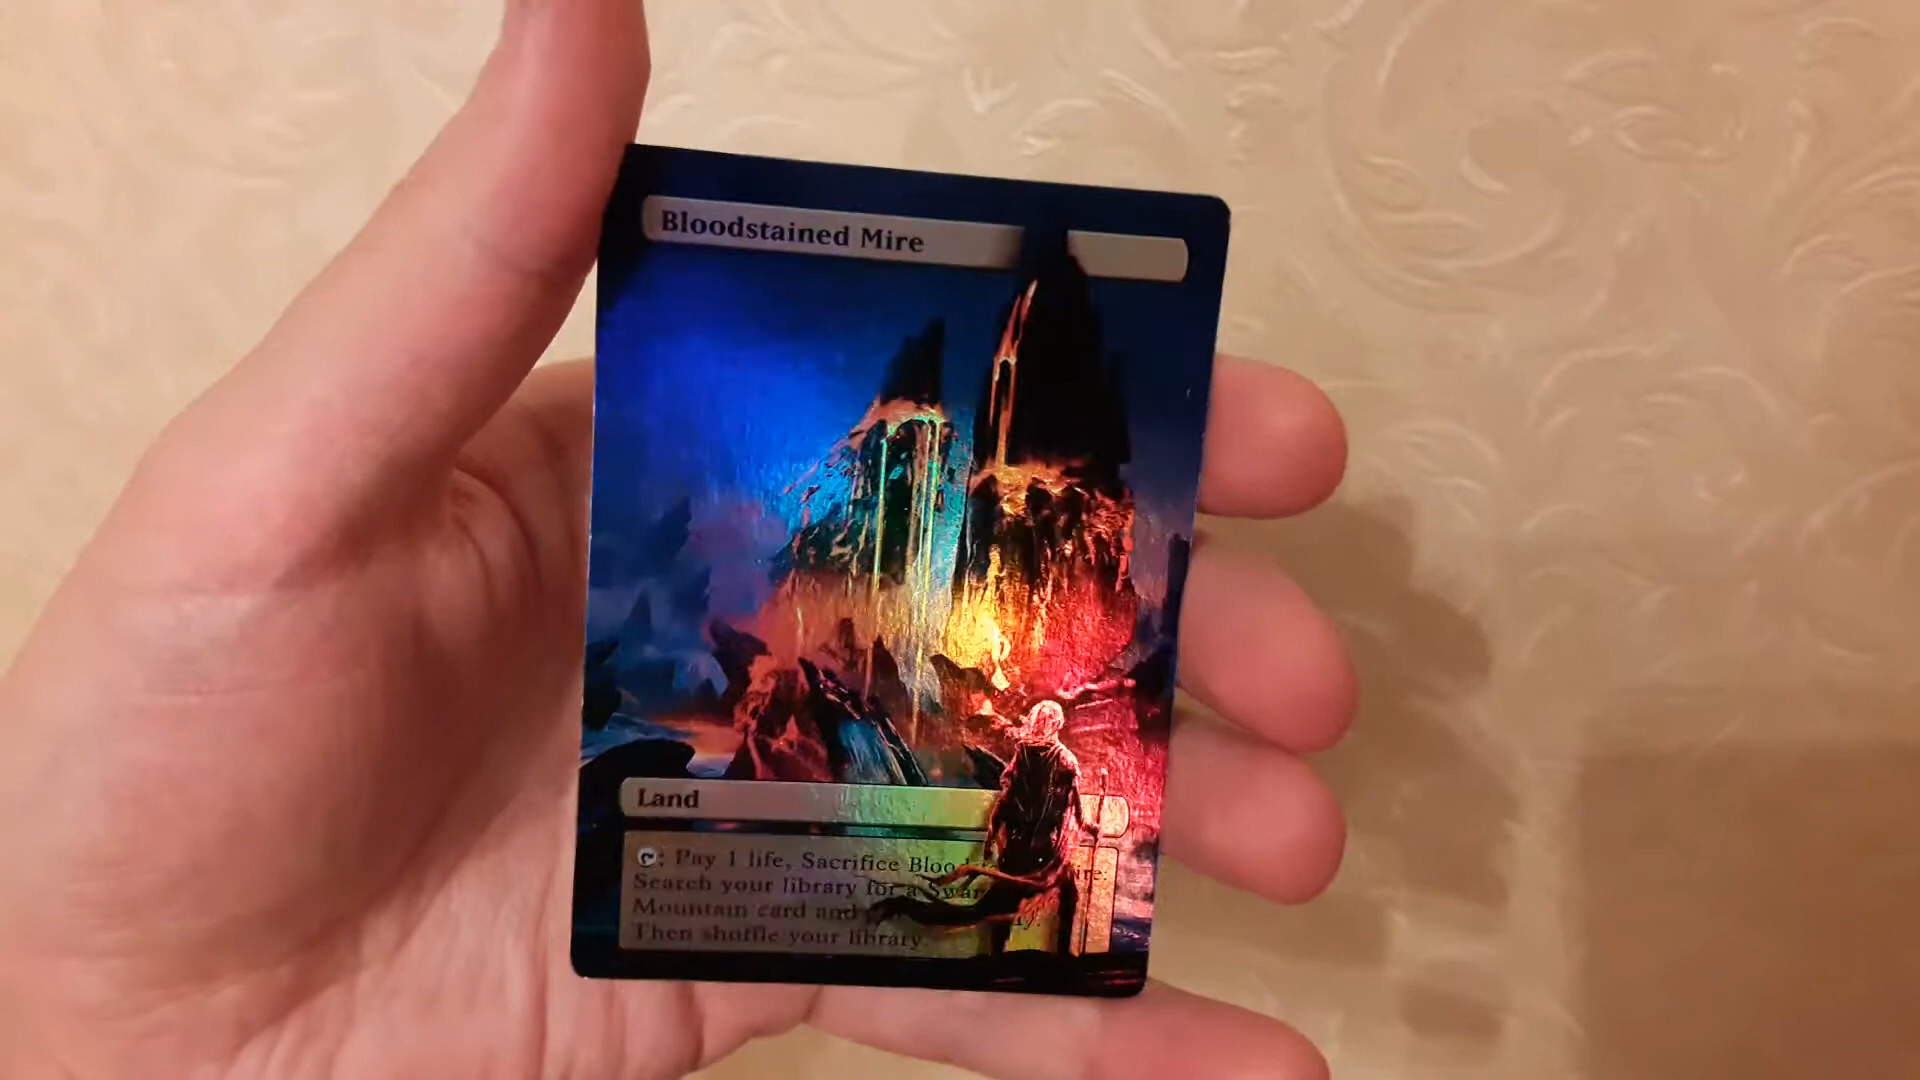 Bloodstained Mire
Land
: Pay 1 life, Sacrifice Blood ire:
Search your library for a Swa
Mountain card and
Then shuffle your library.